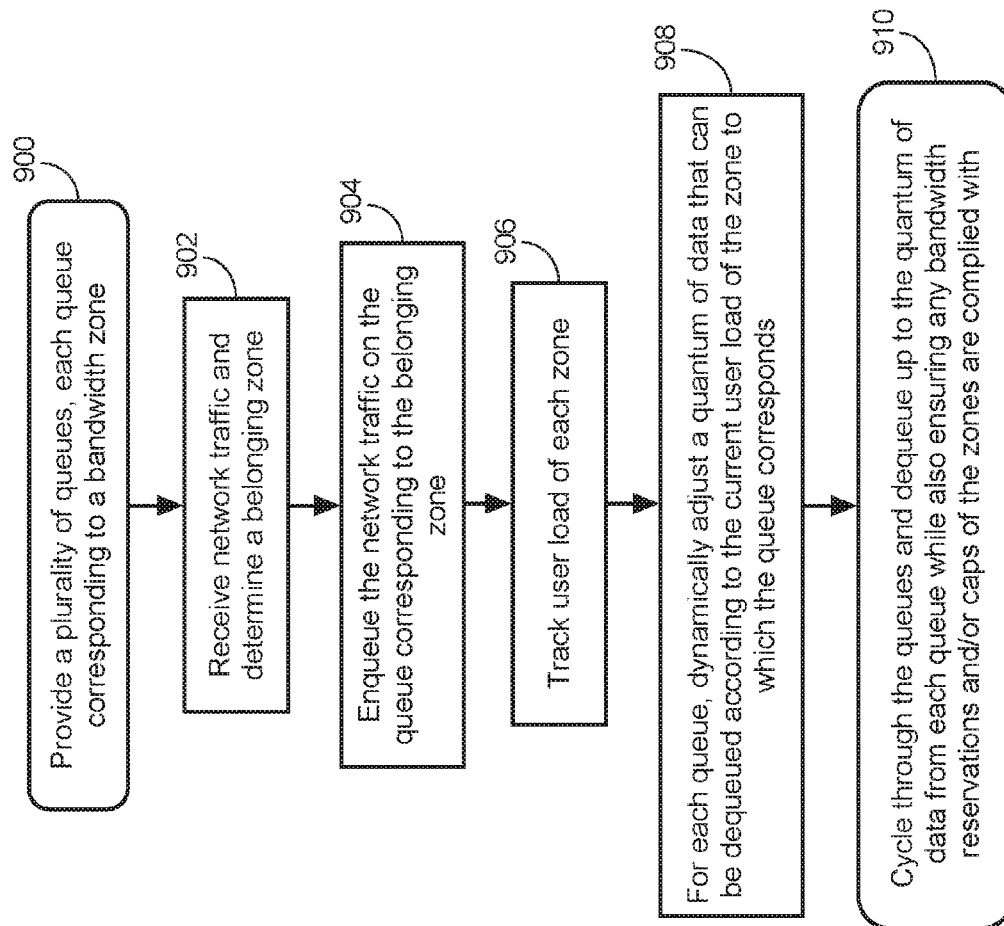 900
Provide a plurality of queues, each queue
corresponding to a bandwidth zone
902
Receive network traffic and
determine a belonging zone
904
Enqueue the network traffic on the
queue corresponding to the belonging
zone
906
Track user load of each zone
908
For each queue, dynamically adjust a quantum of data that can
be dequeued according to the current user load of the zone to
which the queue corresponds
910
Cycle through the queues and dequeue up to the quantum of
data from each queue while also ensuring any bandwidth
reservations and/or caps of the zones are complied with